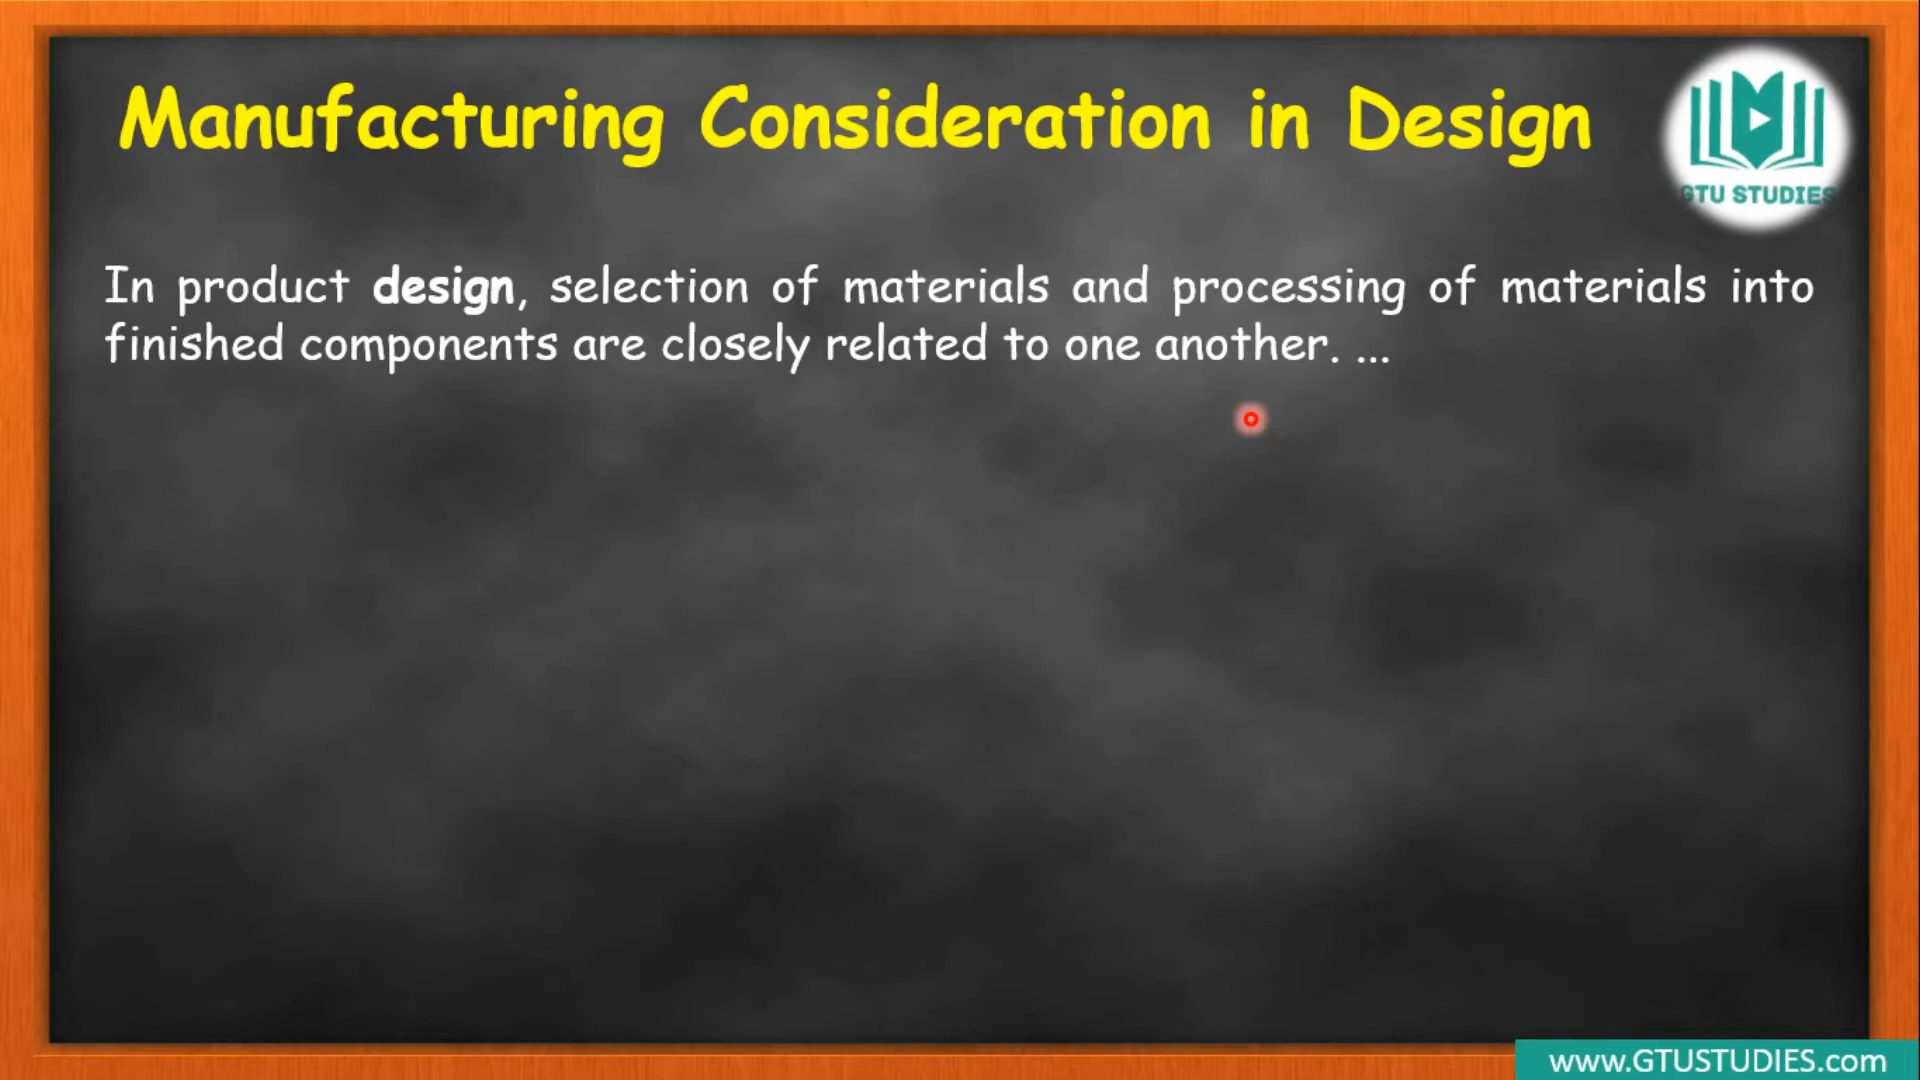 Manufacturing Consideration in Design
GTU STUDIES
In product design, selection of materials and processing of materials into
finished components are closely related to one another. ...
www.GTUSTUDIES.com